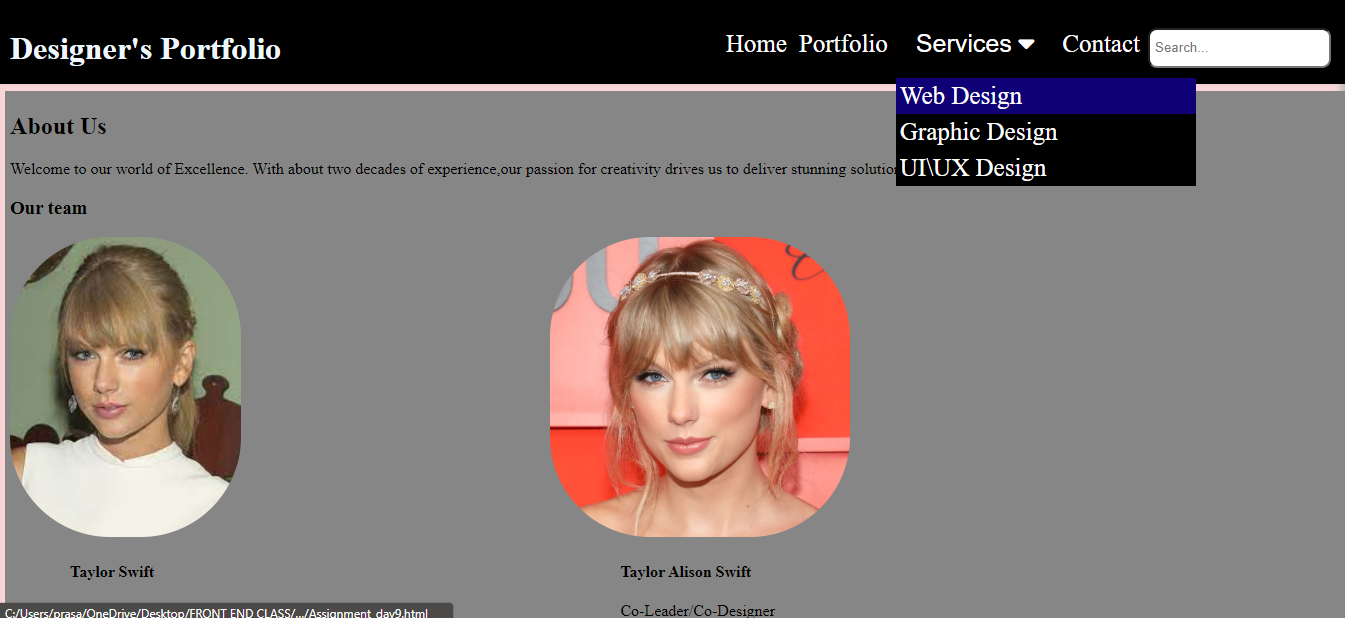 Designer's Portfolio
Home Portfolio Services Contact Search...
Web Design
Graphic Design
UI\UX Design
About Us
Welcome to our world of Excellence. With about two decades of experience,our passion for creativity drives us to deliver stunning
Our team
Taylor Swift
Taylor Alison Swift
Co-Leader/Co-Designer
C:/Users/prasa/OneDrive/Desktop/FRONT END CLASS/.../Assignment_day9.html